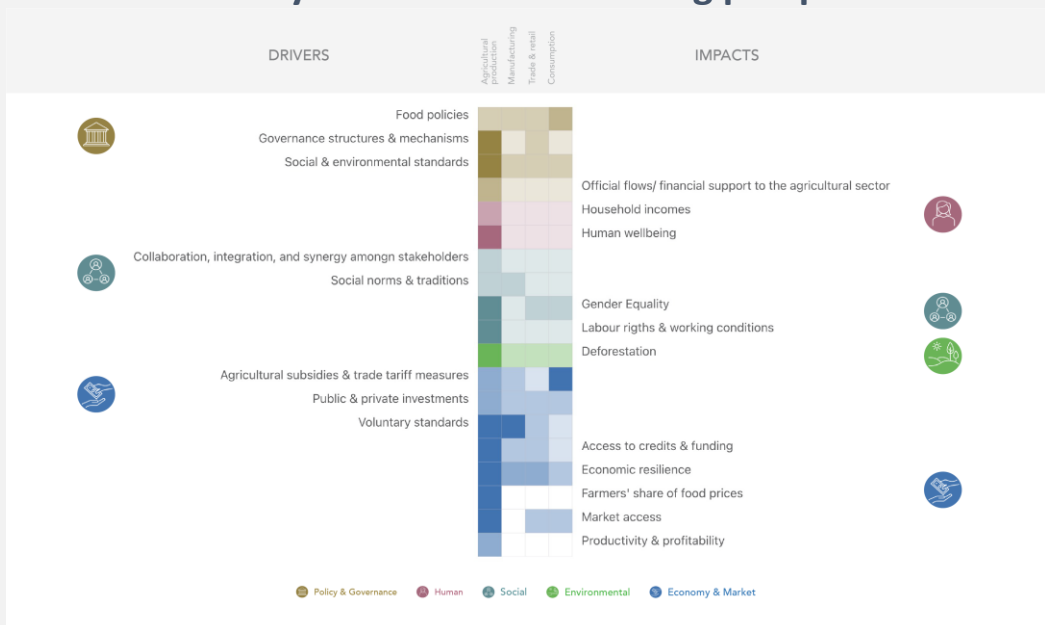 DRIVERS
Agricultural
production
Manufacturing
Trade & retail
Consumption
IMPACTS
Food policies
Governance structures & mechanisms
Social & environmental standards
Official flows/ financial support to the agricultural sector
Household incomes
Human wellbeing
Collaboration, integration, and synergy amongn stakeholders
Social norms & traditions
Gender Equality
Labour rigths & working conditions
Deforestation
Agricultural subsidies & trade tariff measures
Public & private investments
Voluntary standards
Access to credits & funding
Economic resilience
Farmers' share of food prices
Market access
Productivity & profitability
Policy & Governance
Human
Social
Environmental
Economy & Market